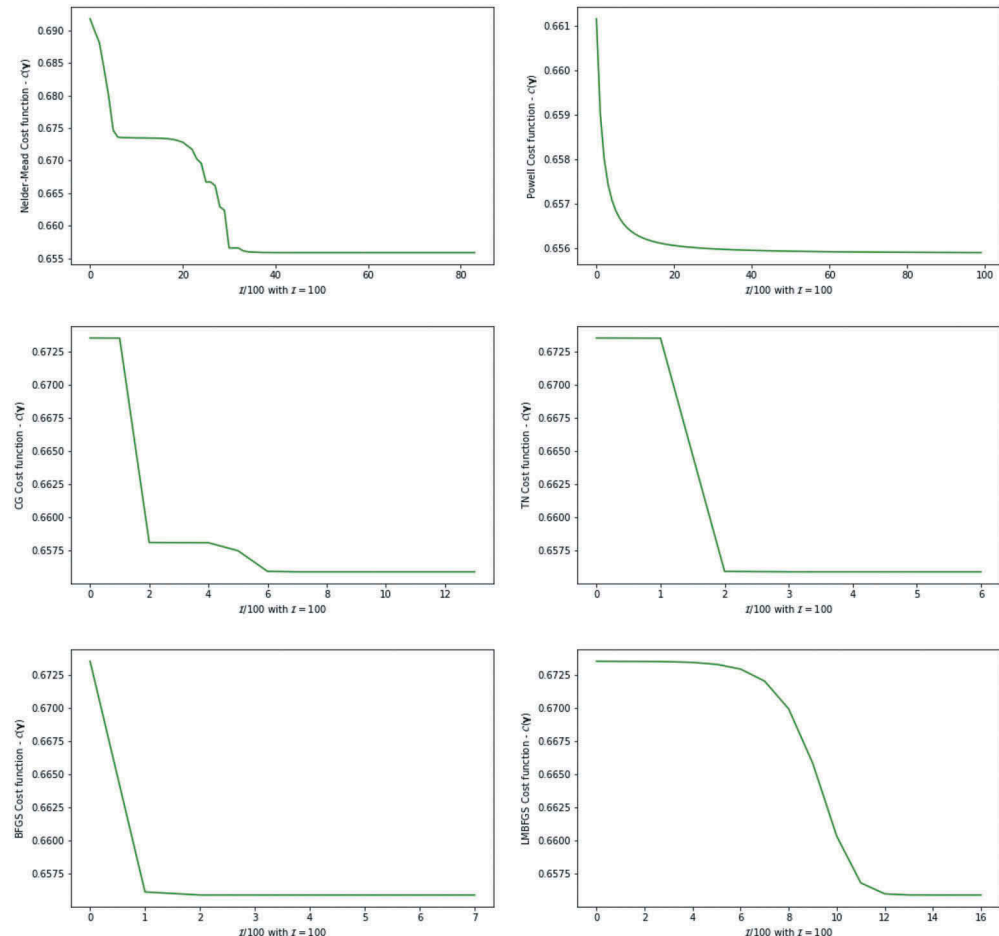 Nelder-Mead Cost function - 𝒞(𝛄)
0.690
0.685
0.680
0.675
0.670
0.665
0.660
0.655
0 20 40 60 80
ℐ/100 with ℐ = 100
Powell Cost function - 𝒞(𝛄)
0.661
0.660
0.659
0.658
0.657
0.656
0 20 40 60 80 100
ℐ/100 with ℐ = 100
CG Cost function - 𝒞(𝛄)
0.6725
0.6700
0.6675
0.6650
0.6625
0.6600
0.6575
0 2 4 6 8 10 12
ℐ/100 with ℐ = 100
TN Cost function - 𝒞(𝛄)
0.6725
0.6700
0.6675
0.6650
0.6625
0.6600
0.6575
0 1 2 3 4 5 6
ℐ/100 with ℐ = 100
BFGS Cost function - 𝒞(𝛄)
0.6725
0.6700
0.6675
0.6650
0.6625
0.6600
0.6575
0 1 2 3 4 5 6 7
ℐ/100 with ℐ = 100
LMBFGS Cost function - 𝒞(𝛄)
0.6725
0.6700
0.6675
0.6650
0.6625
0.6600
0.6575
0 2 4 6 8 10 12 14 16
ℐ/100 with ℐ = 100